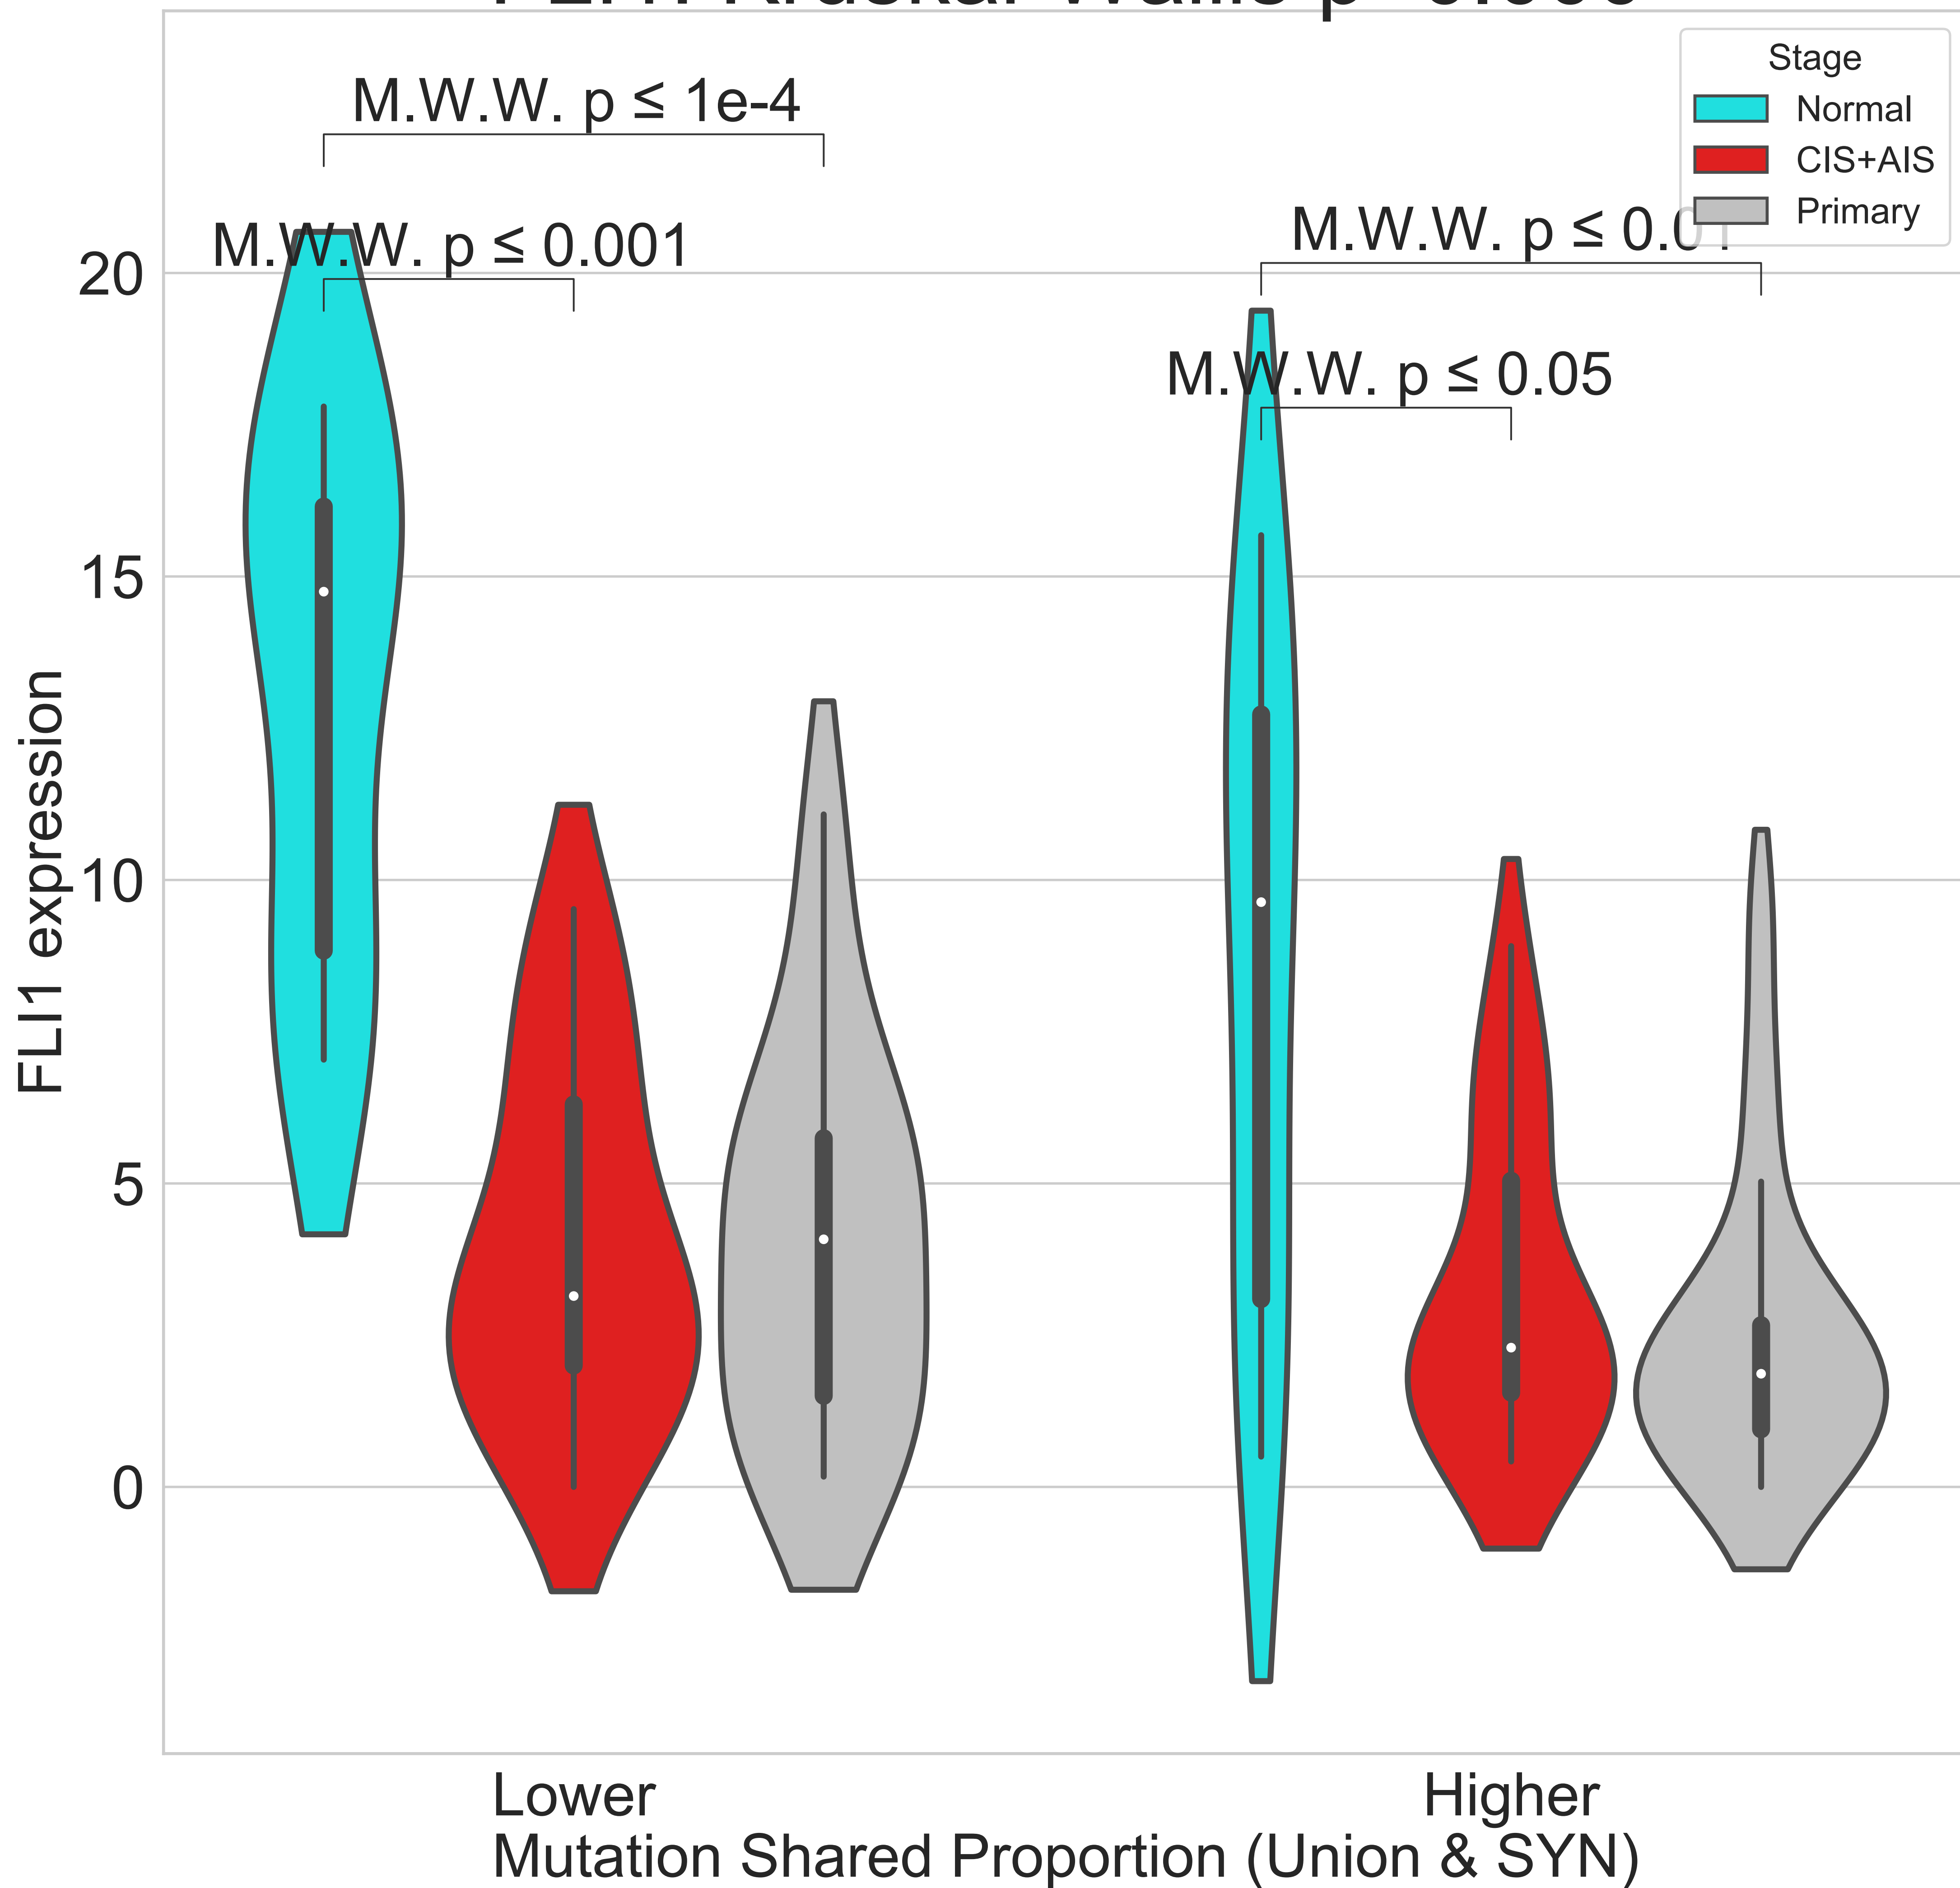 M.W.W. p ≤ 1e-4
Stage
Normal
CIS+AIS
Primary
M.W.W. p ≤ 0.001
M.W.W. p ≤
M.W.W. p ≤ 0.05
20
15
10
5
0
FLI1 expression
Lower
Higher
Mutation Shared Proportion (Union & SYN)